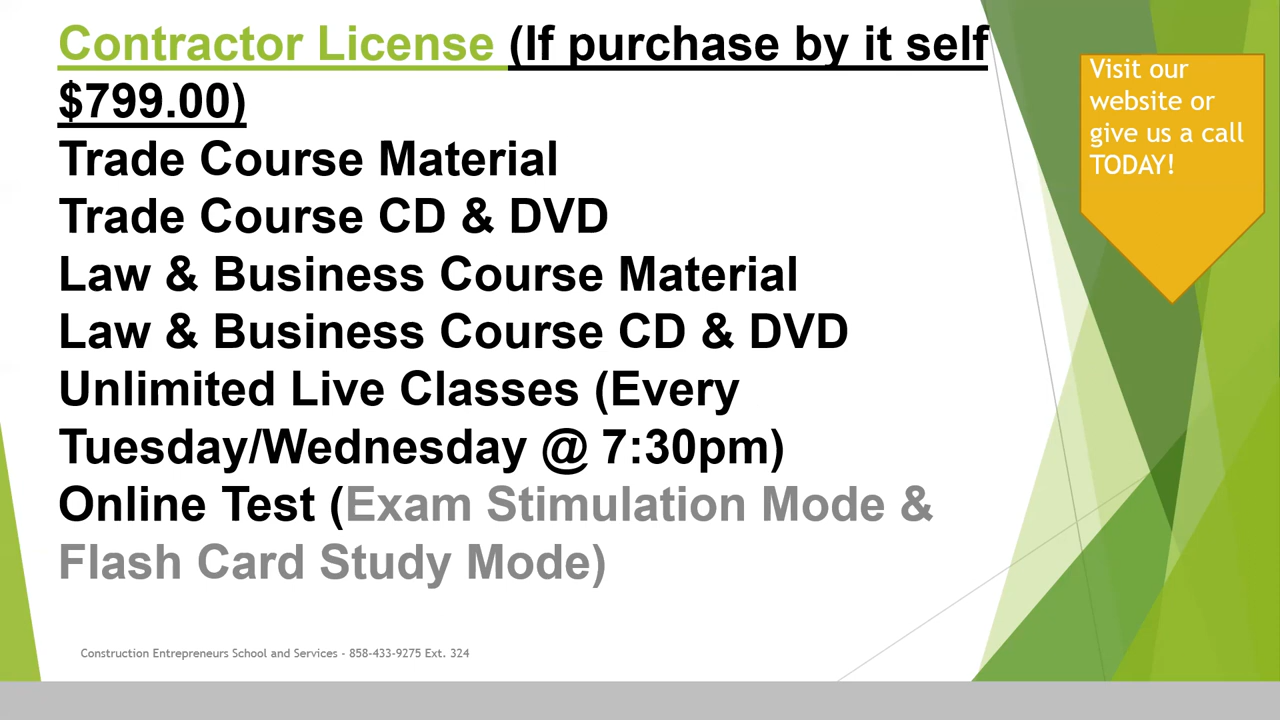 Contractor License (If purchase by it self
$799.00)
Trade Course Material
Trade Course CD & DVD
Law & Business Course Material
Law & Business Course CD & DVD
Unlimited Live Classes (Every
Tuesday/Wednesday @ 7:30pm)
Online Test (Exam Stimulation Mode &
Flash Card Study Mode)
Visit our
website or
give us a call
TODAY!
Construction Entrepreneurs School and Services - 858-433-9275 Ext. 324